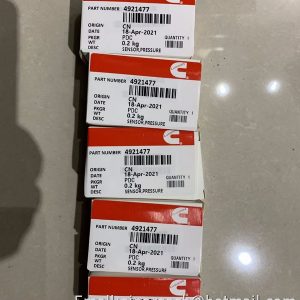 PART NUMBER 4921477
ORIGIN CN
DATE 18-Apr-2021
PKGR PDC QUANTITY 1
WT 0.2 kg
DESC SENSOR,PRESSURE
PART NUMBER 4921477
ORIGIN CN
DATE 18-Apr-2021
PKGR PDC QUANTITY 1
WT 0.2 kg
DESC SENSOR,PRESSURE
PART NUMBER 4921477
ORIGIN CN
DATE 18-Apr-2021
PKGR PDC QUANTITY 1
WT 0.2 kg
DESC SENSOR,PRESSURE
PART NUMBER 4921477
ORIGIN CN
DATE 18-Apr-2021
PKGR PDC QUANTITY 1
WT 0.2 kg
DESC SENSOR,PRESSURE